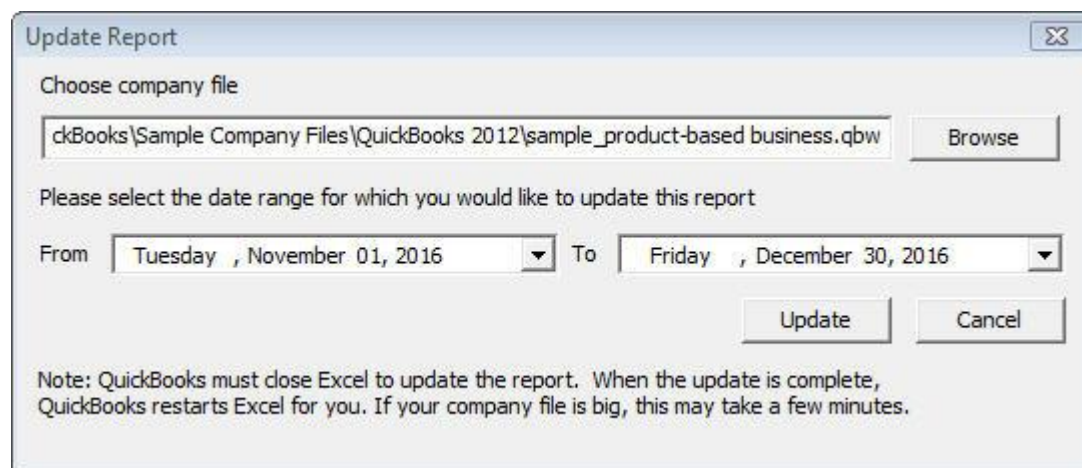 Update Report
Choose company file
ckBooks\Sample Company Files\QuickBooks 2012\sample_product-based business.qbw Browse
Please select the date range for which you would like to update this report
From Tuesday , November 01, 2016 To Friday , December 30, 2016
Update Cancel
Note: QuickBooks must close Excel to update the report. When the update is complete,
QuickBooks restarts Excel for you. If your company file is big, this may take a few minutes.